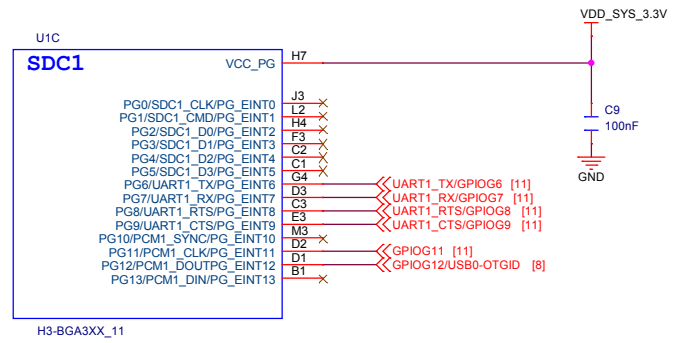 VDD_SYS_3.3V
U1C
SDC1
VCC_PG H7
C9
100nF
GND
PG0/SDC1_CLK/PG_EINT0 J3
PG1/SDC1_CMD/PG_EINT1 L2
PG2/SDC1_D0/PG_EINT2 H4
PG3/SDC1_D1/PG_EINT3 F3
PG4/SDC1_D2/PG_EINT4 C2
PG5/SDC1_D3/PG_EINT5 C1
PG6/UART1_TX/PG_EINT6 G4 UART1_TX/GPIOG6 [11]
PG7/UART1_RX/PG_EINT7 D3 UART1_RX/GPIOG7 [11]
PG8/UART1_RTS/PG_EINT8 C3 UART1_RTS/GPIOG8 [11]
PG9/UART1_CTS/PG_EINT9 E3 UART1_CTS/GPIOG9 [11]
PG10/PCM1_SYNC/PG_EINT10 M3
PG11/PCM1_CLK/PG_EINT11 D2 GPIOG11 [11]
PG12/PCM1_DOUTPG_EINT12 D1 GPIOG12/USB0-OTGID [8]
PG13/PCM1_DIN/PG_EINT13 B1
H3-BGA3XX_11